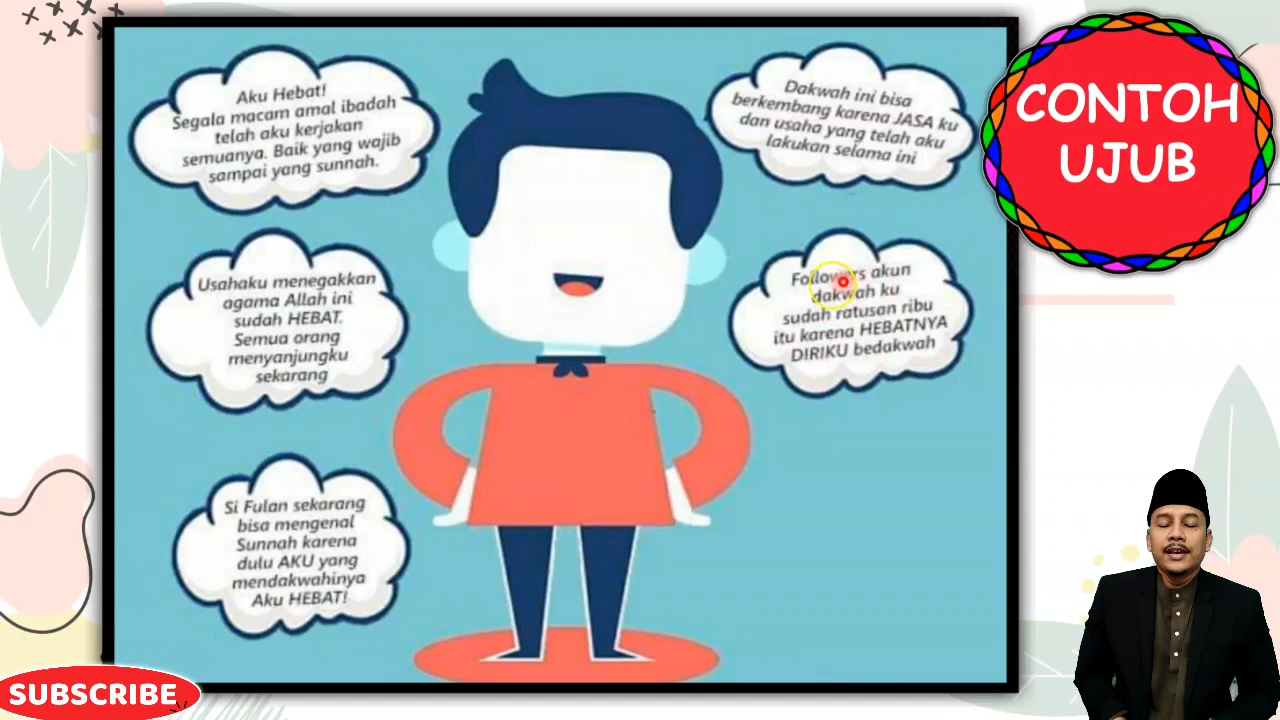 Aku Hebat!
Segala macam amal ibadah
telah aku kerjakan
semuanya. Baik yang wajib
sampai yang sunnah.
Dakwah ini bisa
berkembang karena JASA ku
dan usaha yang telah aku
lakukan selama ini
CONTOH
UJUB
Usahaku menegakkan
agama Allah ini
sudah HEBAT.
Semua orang
menyanjungku
sekarang
Followers akun
dakwah ku
sudah ratusan ribu
itu karena HEBATNYA
DIRIKU bedakwah
Si Fulan sekarang
bisa mengenal
Sunnah karena
dulu AKU yang
mendakwahinya
Aku HEBAT!
SUBSCRIBE